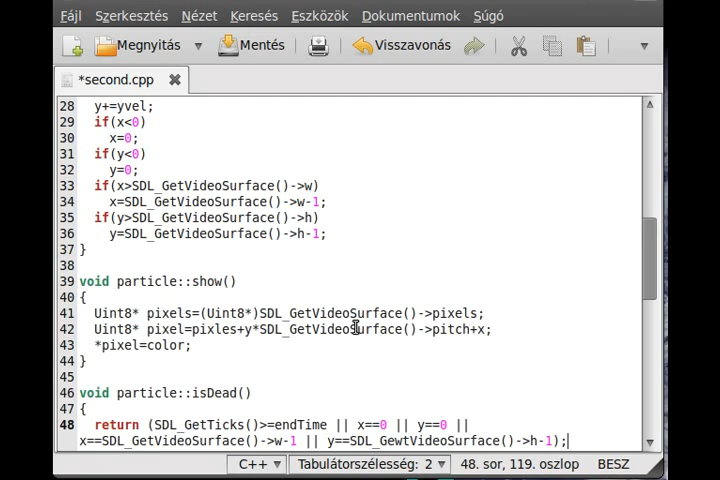 Fájl Szerkesztés Nézet Keresés Eszközök Dokumentumok Súgó
Megnyitás Mentés Visszavonás
*second.cpp
28 y+=yvel;
29 if(x<0)
30 x=0;
31 if(y<0)
32 y=0;
33 if(x>SDL_GetVideoSurface()->w)
34 x=SDL_GetVideoSurface()->w-1;
35 if(y>SDL_GetVideoSurface()->h)
36 y=SDL_GetVideoSurface()->h-1;
37 }
38
39 void particle::show()
40 {
41 Uint8* pixels=(Uint8*)SDL_GetVideoSurface()->pixels;
42 Uint8* pixel=pixles+y*SDL_GetVideoSurface()->pitch+x;
43 *pixel=color;
44 }
45
46 void particle::isDead()
47 {
48 return (SDL_GetTicks()>=endTime || x==0 || y==0 ||
x==SDL_GetVideoSurface()->w-1 || y==SDL_GewtVideoSurface()->h-1);
C++ Tabulátorszélesség: 2 48. sor, 119. oszlop BESZ